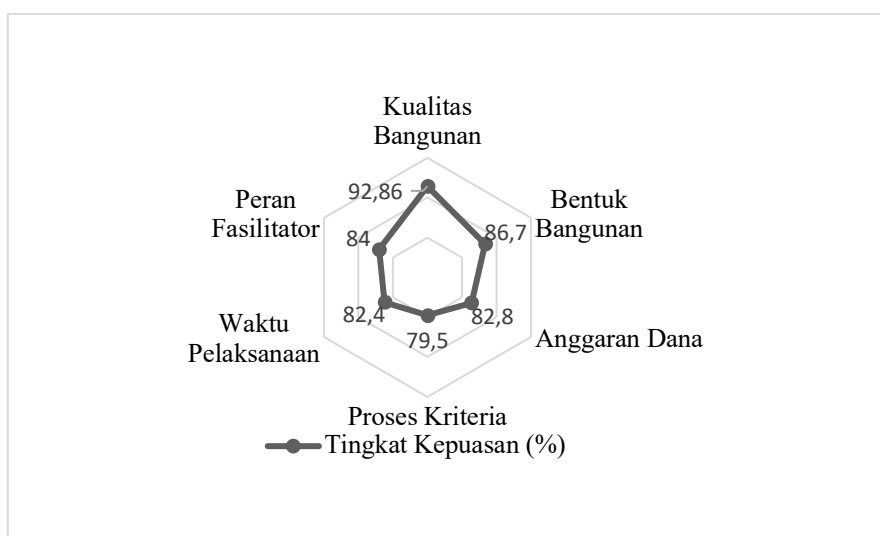 Kualitas
Bangunan
92,86
Peran
Fasilitator
Bentuk
Bangunan
84
86,7
Waktu
Pelaksanaan
82,4
82,8
79,5
Anggaran Dana
Proses Kriteria
Tingkat Kepuasan (%)